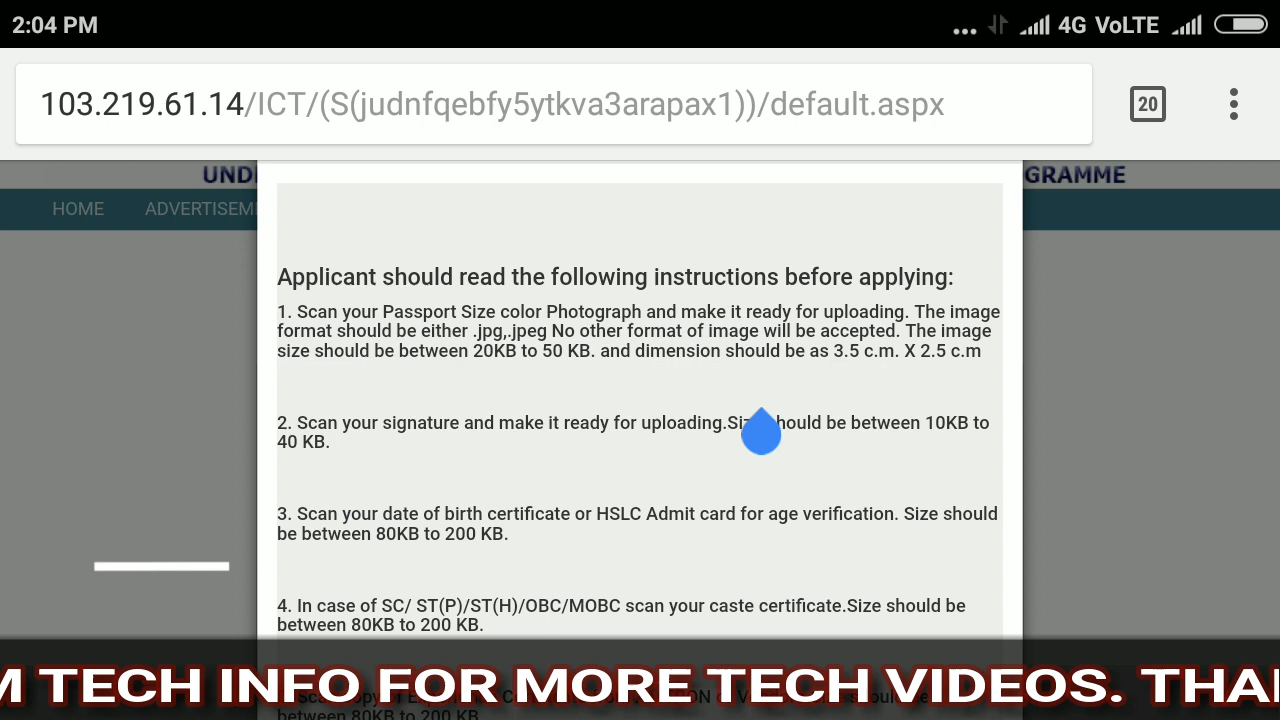 2:04 PM
4G VoLTE
103.219.61.14/ICT/(S(judnfqebfy5ytkva3arapax1))/default.aspx
20
GRAMME
HOME
Applicant should read the following instructions before applying:
1. Scan your Passport Size color Photograph and make it ready for uploading. The image
format should be either .jpg,.jpeg No other format of image will be accepted. The image
size should be between 20KB to 50 KB. and dimension should be as 3.5 c.m. X 2.5 c.m
2. Scan your signature and make it ready for uploading.Size should be between 10KB to
40 KB.
3. Scan your date of birth certificate or HSLC Admit card for age verification. Size should
be between 80KB to 200 KB.
4. In case of SC/ ST(P)/ST(H)/OBC/MOBC scan your caste certificate.Size should be
between 80KB to 200 KB.
M TECH INFO FOR MORE TECH VIDEOS. THA
between 80KB to 200 KB.